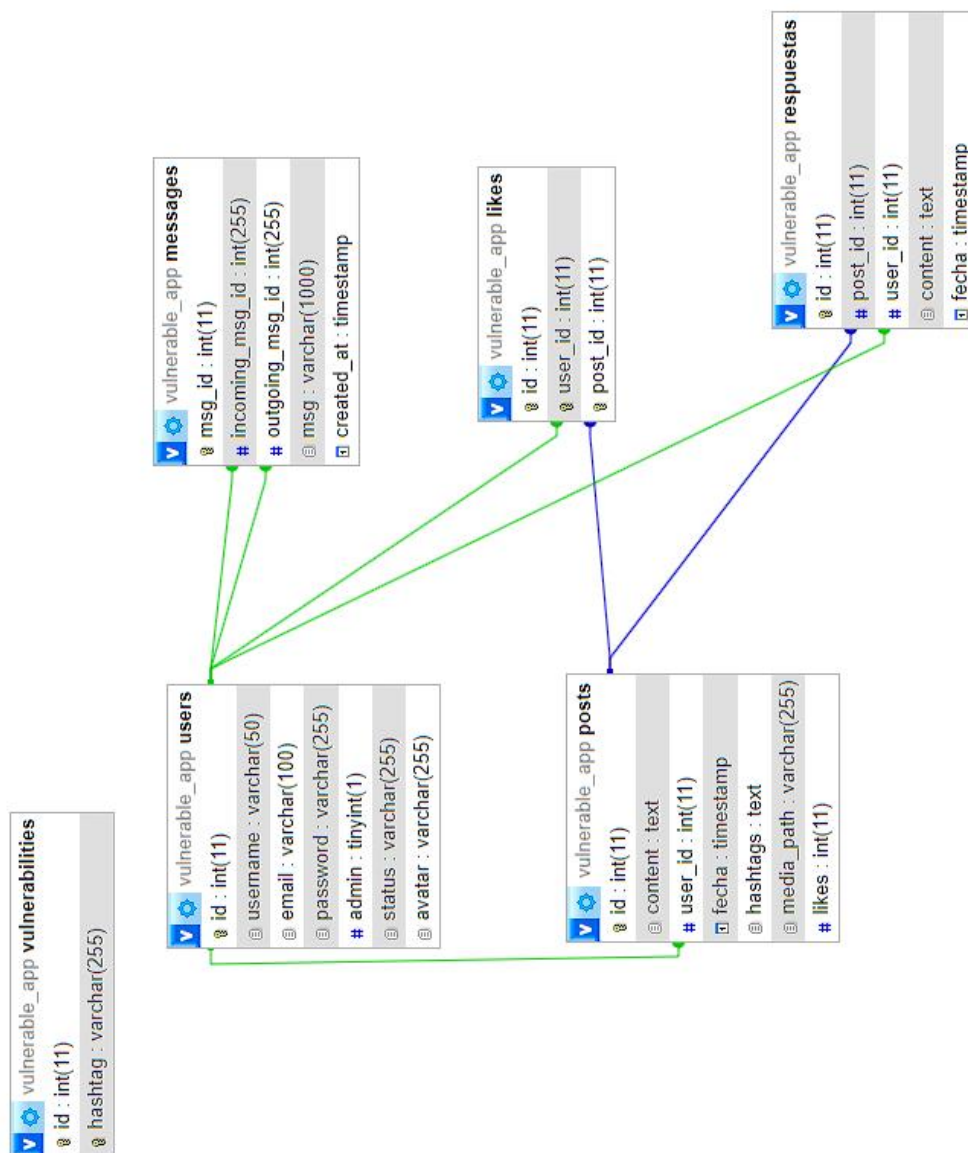 vulnerable_app vulnerabilities
id : int(11)
hashtag : varchar(255)
vulnerable_app users
id : int(11)
username : varchar(50)
email : varchar(100)
password : varchar(255)
admin : tinyint(1)
status : varchar(255)
avatar : varchar(255)
vulnerable_app posts
id : int(11)
content : text
user_id : int(11)
fecha : timestamp
hashtags : text
media_path : varchar(255)
likes : int(11)
vulnerable_app messages
msg_id : int(11)
incoming_msg_id : int(255)
outgoing_msg_id : int(255)
msg : varchar(1000)
created_at : timestamp
vulnerable_app likes
id : int(11)
user_id : int(11)
post_id : int(11)
vulnerable_app respuestas
id : int(11)
post_id : int(11)
user_id : int(11)
content : text
fecha : timestamp